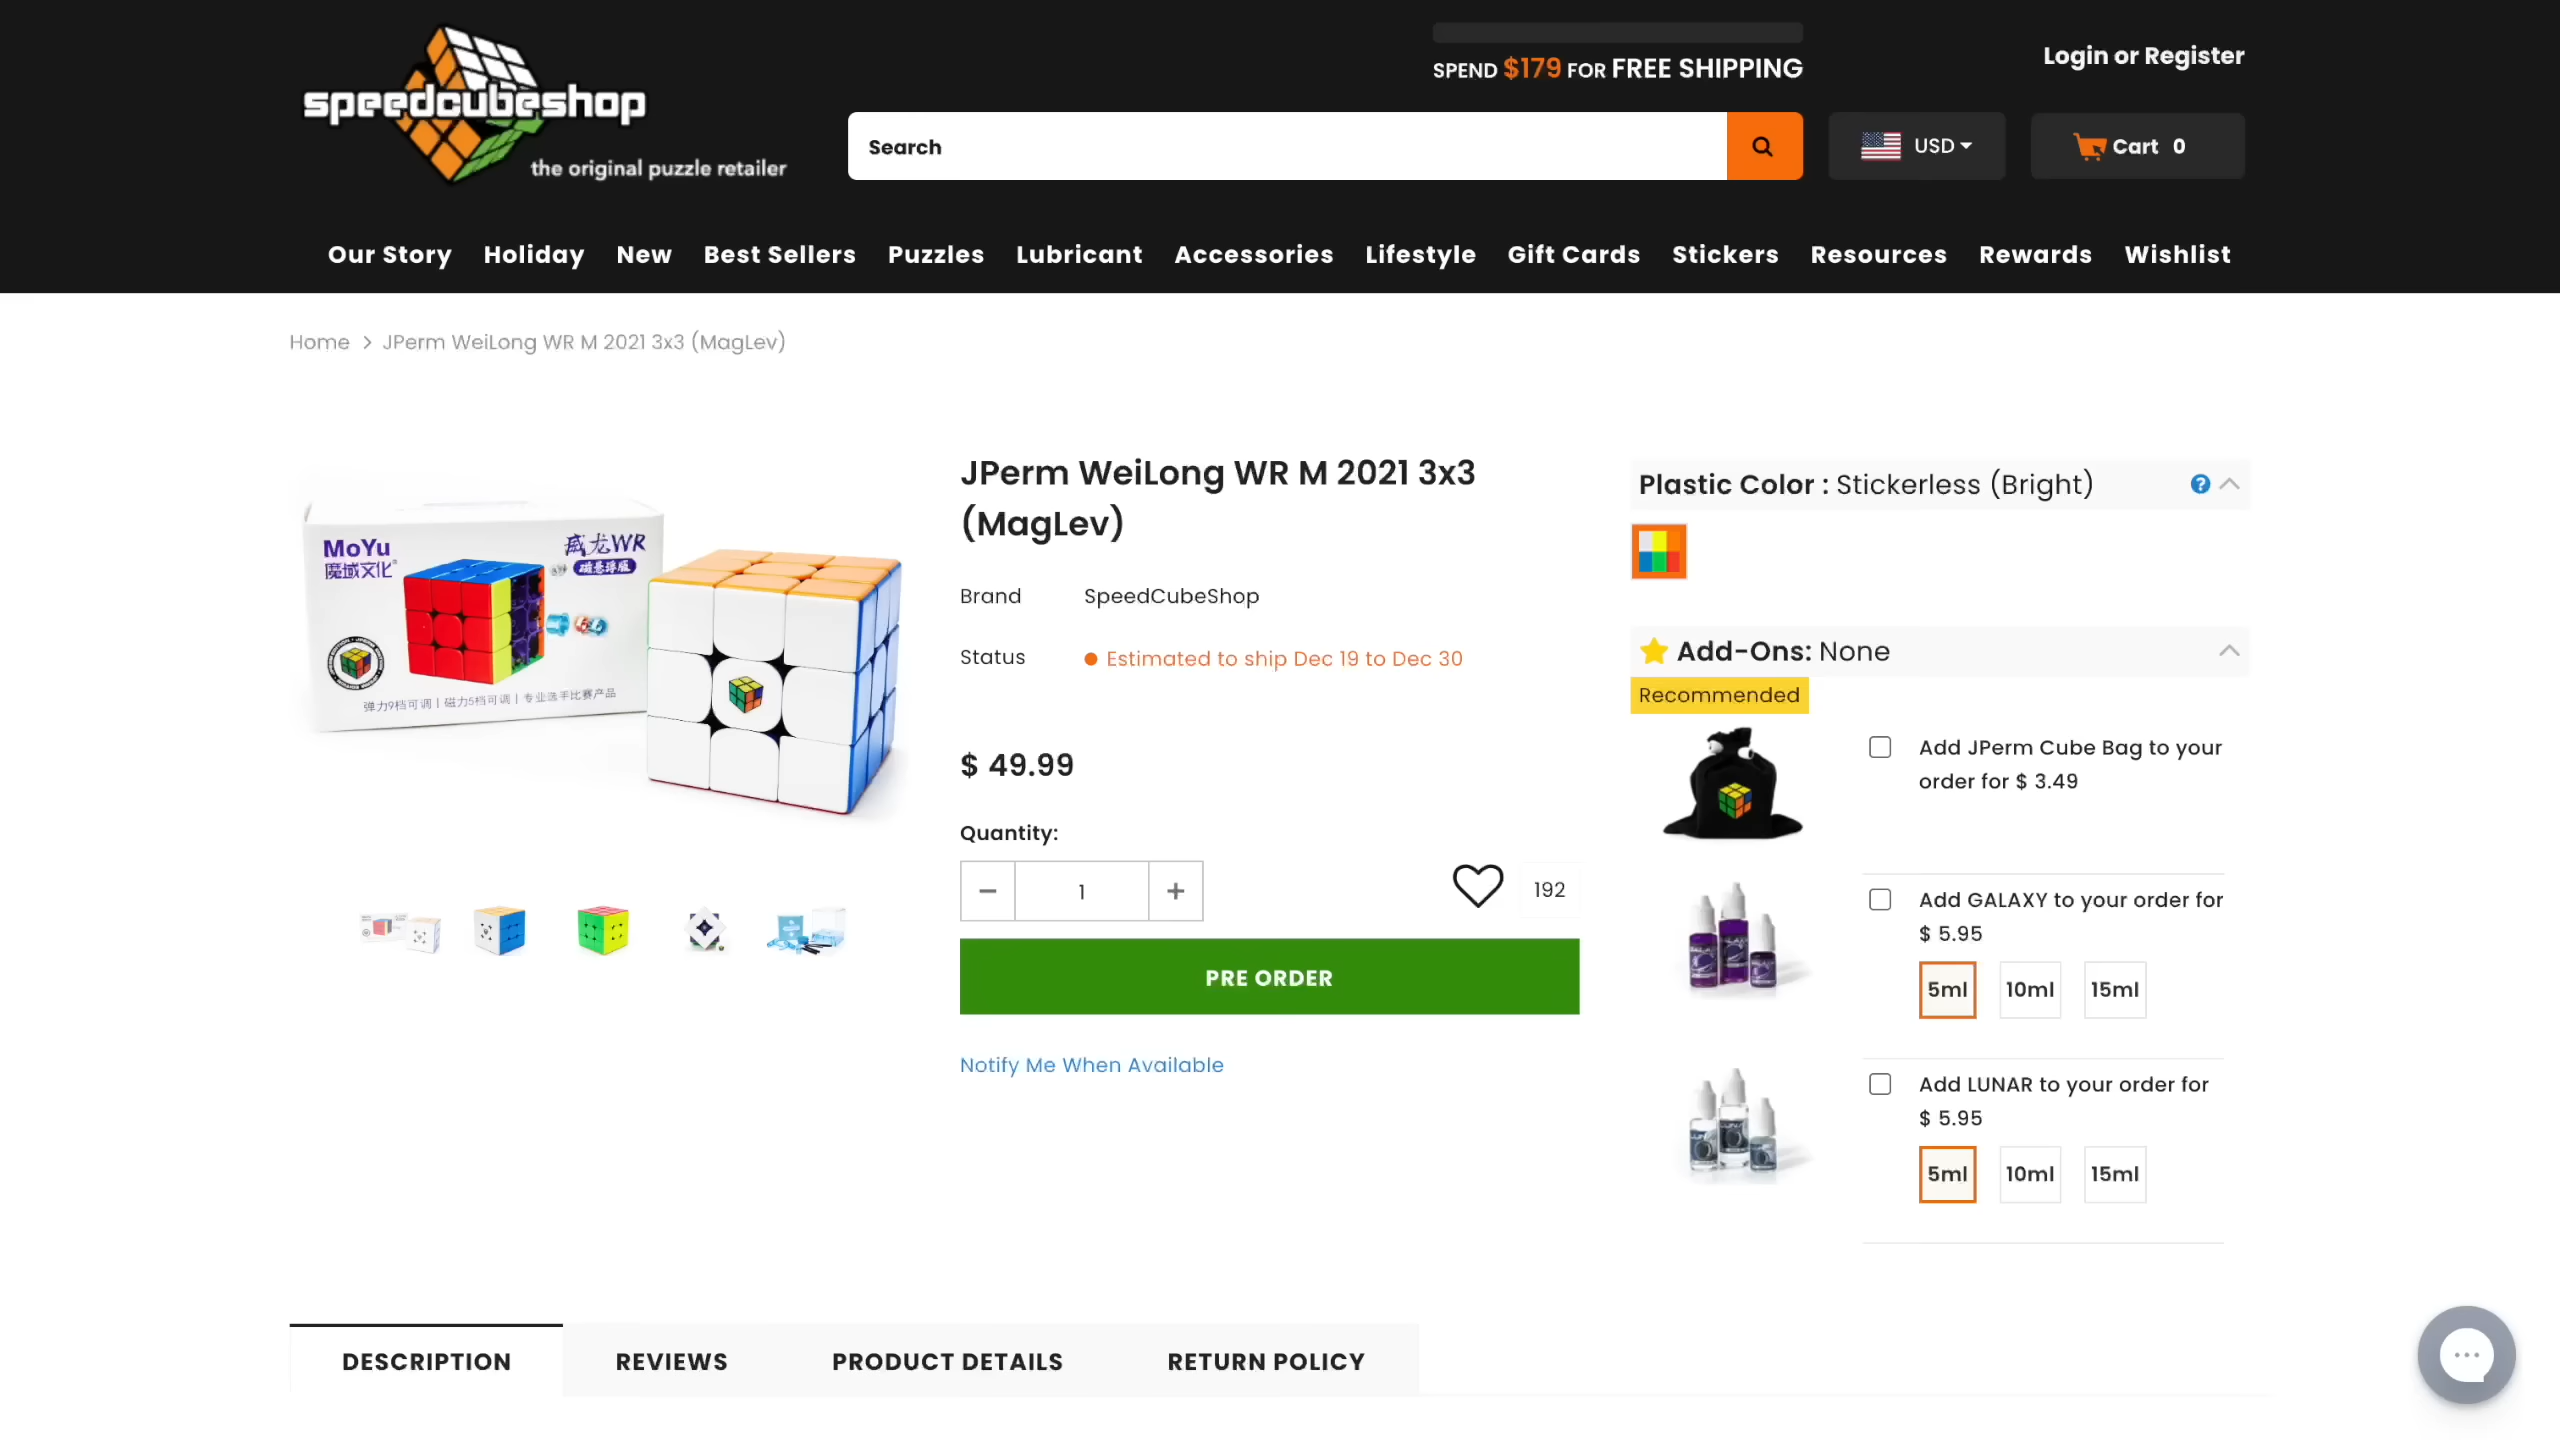 speedcubeshop
the original puzzle retailer
SPEND $179 FOR FREE SHIPPING
Login or Register
Search
USD
Cart 0
Our Story Holiday New Best Sellers Puzzles Lubricant Accessories Lifestyle Gift Cards Stickers Resources Rewards Wishlist
Home > JPerm WeiLong WR M 2021 3x3 (MagLev)
MoYu
魔域文化
威龙WR
磁悬浮版
弹力9档可调 | 磁力5档可调 | 专业选手比赛产品
JPerm WeiLong WR M 2021 3x3
(MagLev)
Brand SpeedCubeShop
Status Estimated to ship Dec 19 to Dec 30
$ 49.99
Quantity:
− 1 +
192
PRE ORDER
Notify Me When Available
Plastic Color : Stickerless (Bright)
?
Add-Ons: None
Recommended
Add JPerm Cube Bag to your
order for $ 3.49
Add GALAXY to your order for
$ 5.95
5ml 10ml 15ml
Add LUNAR to your order for
$ 5.95
5ml 10ml 15ml
DESCRIPTION REVIEWS PRODUCT DETAILS RETURN POLICY